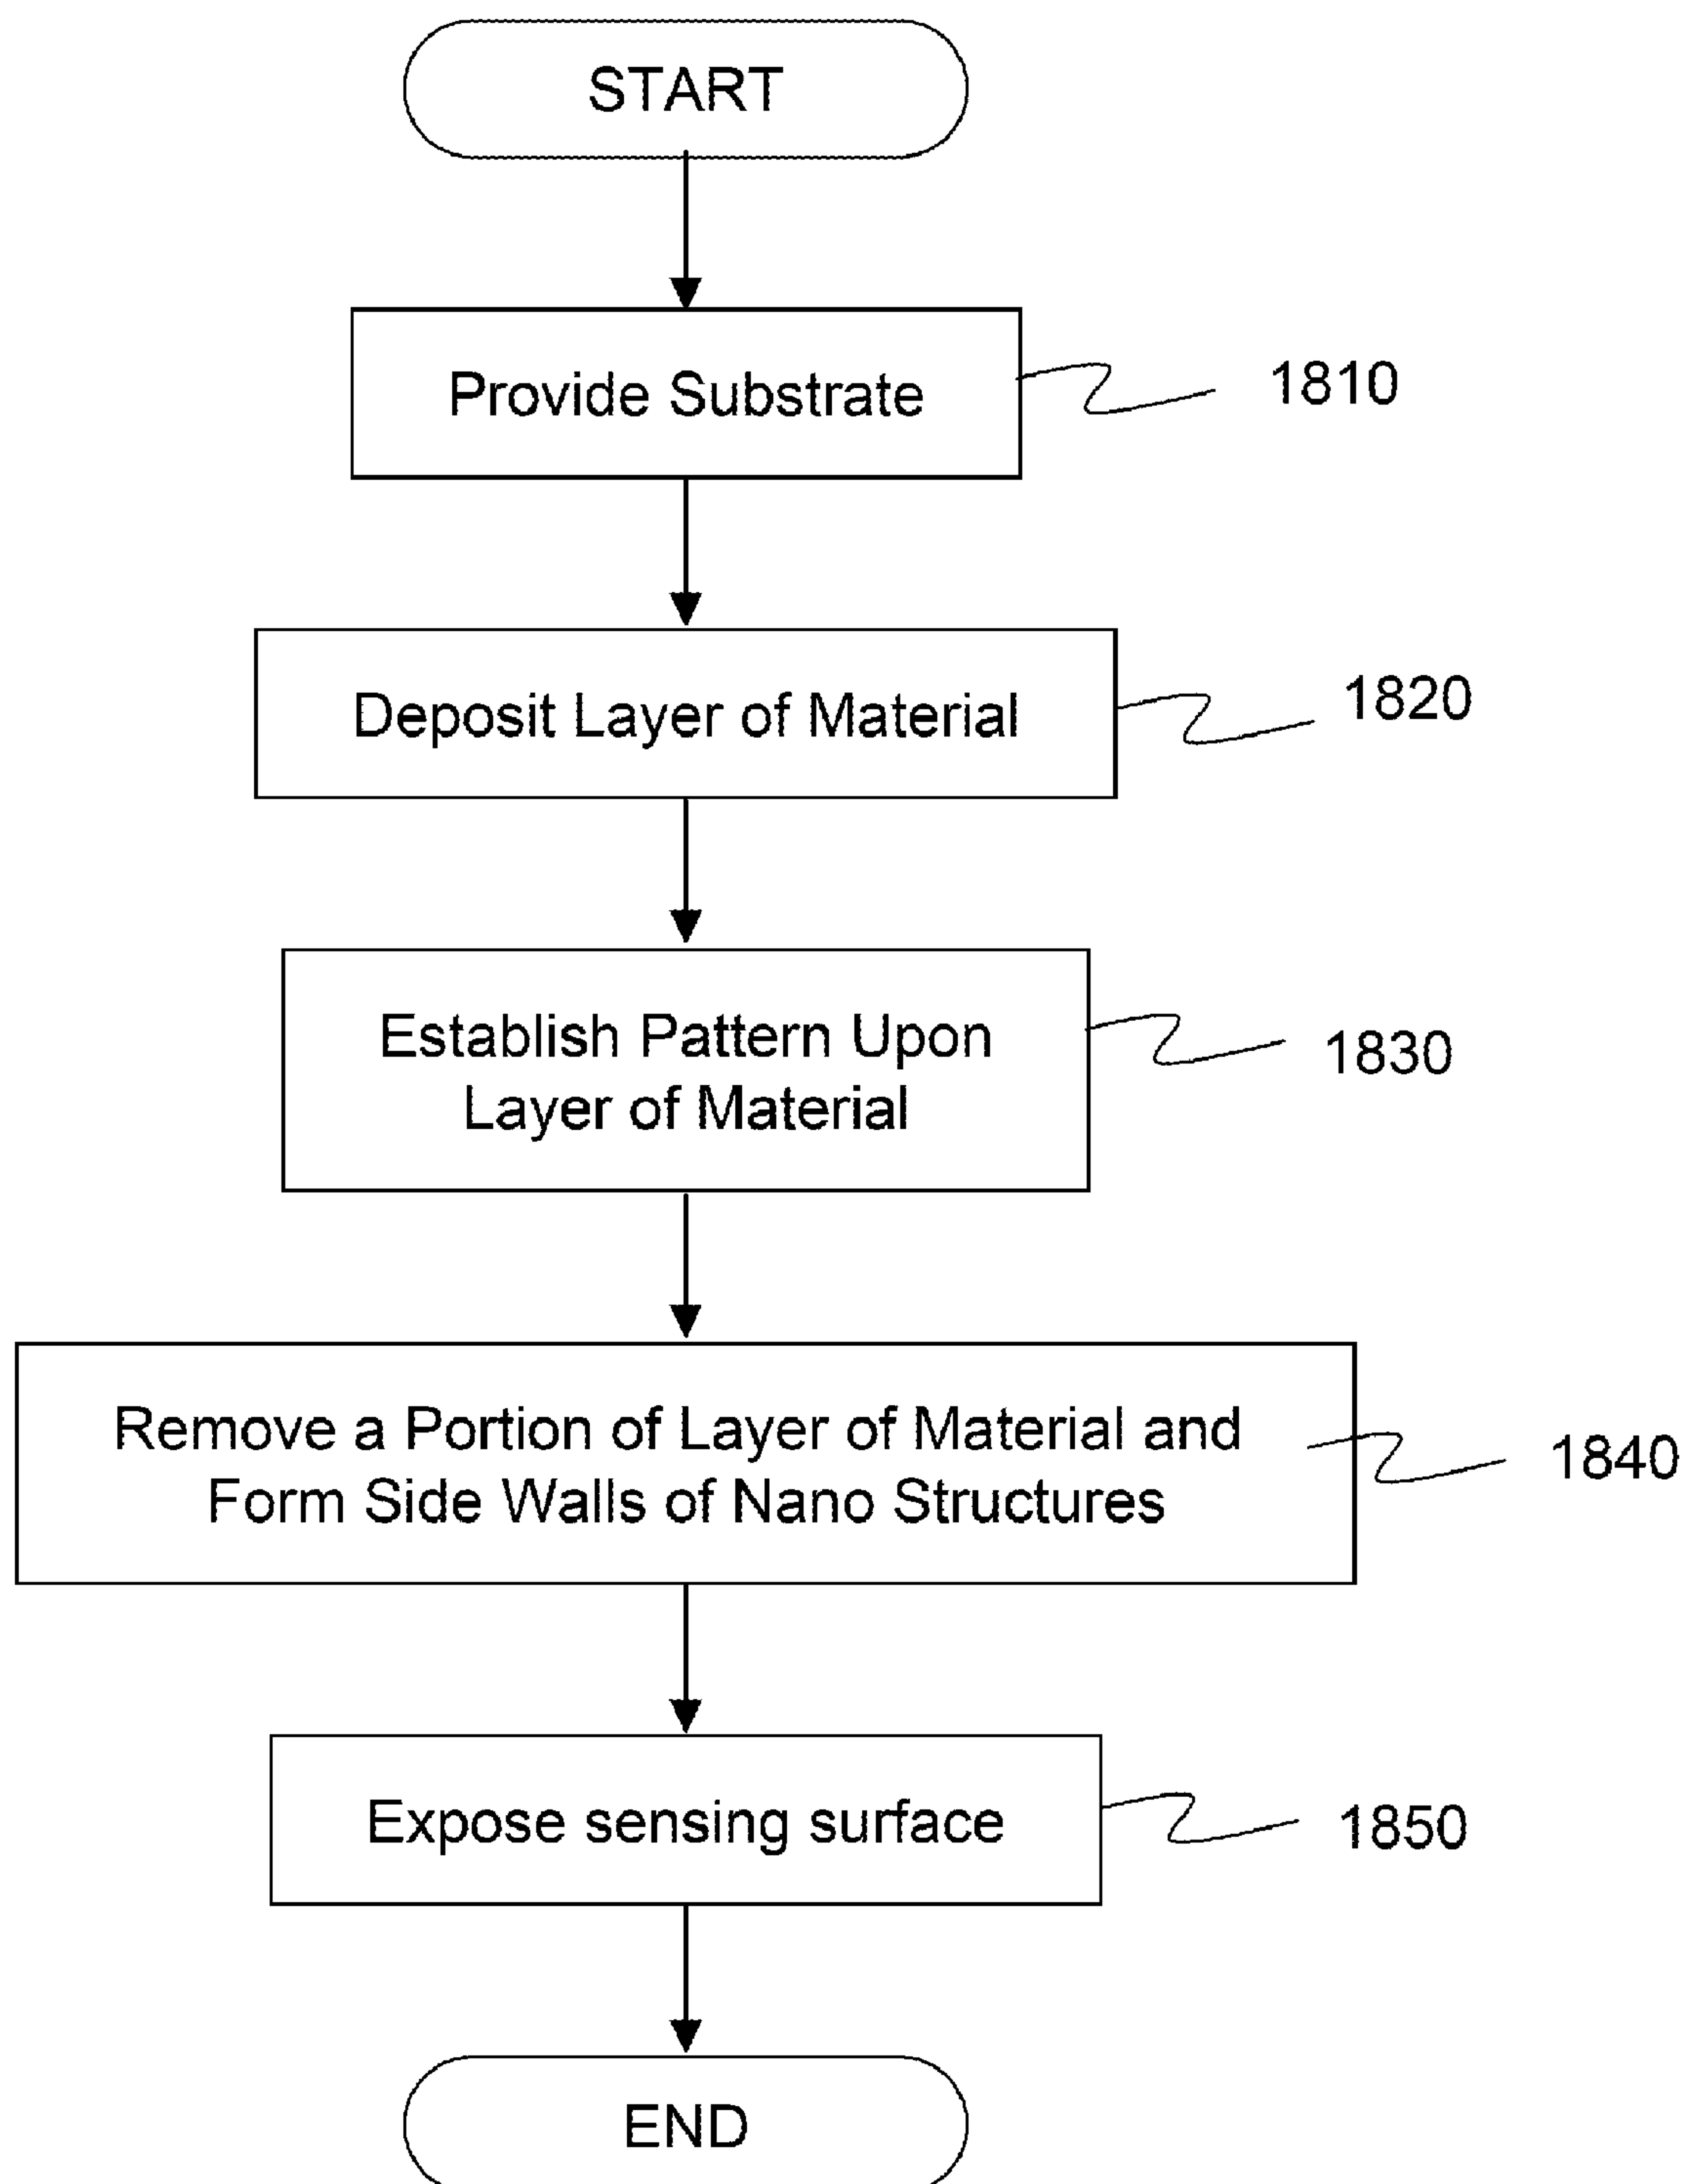 START
Provide Substrate
1810
Deposit Layer of Material
1820
Establish Pattern Upon
Layer of Material
1830
Remove a Portion of Layer of Material and
Form Side Walls of Nano Structures
1840
Expose sensing surface
1850
END